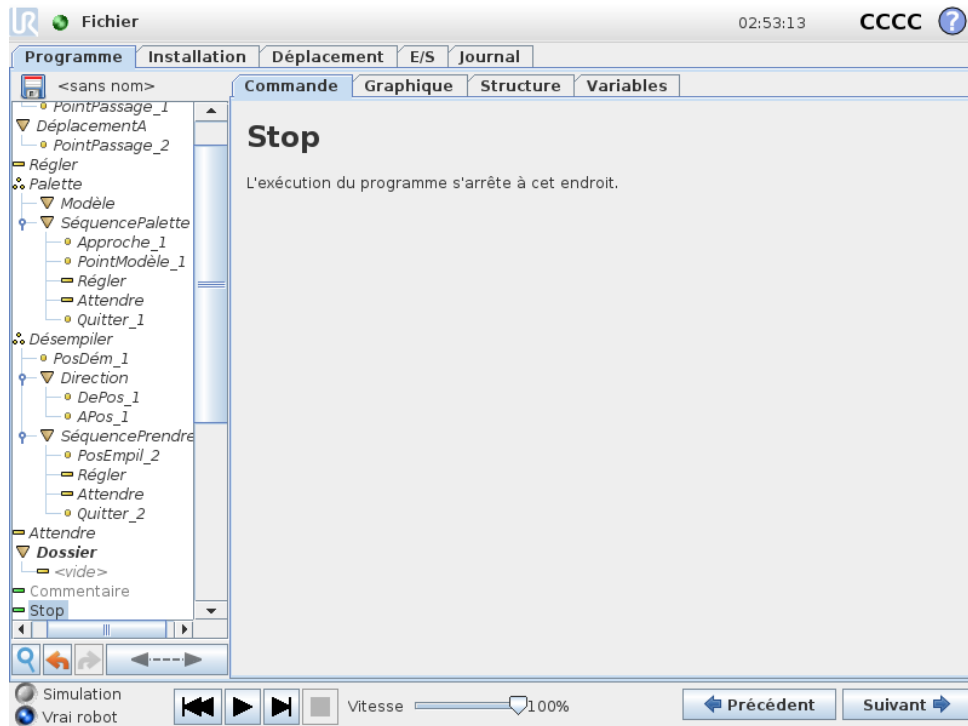 UR Fichier 02:53:13 CCCC ?
Programme Installation Déplacement E/S Journal
<sans nom>
Commande Graphique Structure Variables
PointPassage_1
DéplacementA
PointPassage_2
Régler
Palette
Modèle
SéquencePalette
Approche_1
PointModèle_1
Régler
Attendre
Quitter_1
Désempiler
PosDém_1
Direction
DePos_1
APos_1
SéquencePrendre
PosEmpil_2
Régler
Attendre
Quitter_2
Attendre
Dossier
<vide>
Commentaire
Stop
Stop
L'exécution du programme s'arrête à cet endroit.
Simulation
Vrai robot
Vitesse 100%
Précédent Suivant